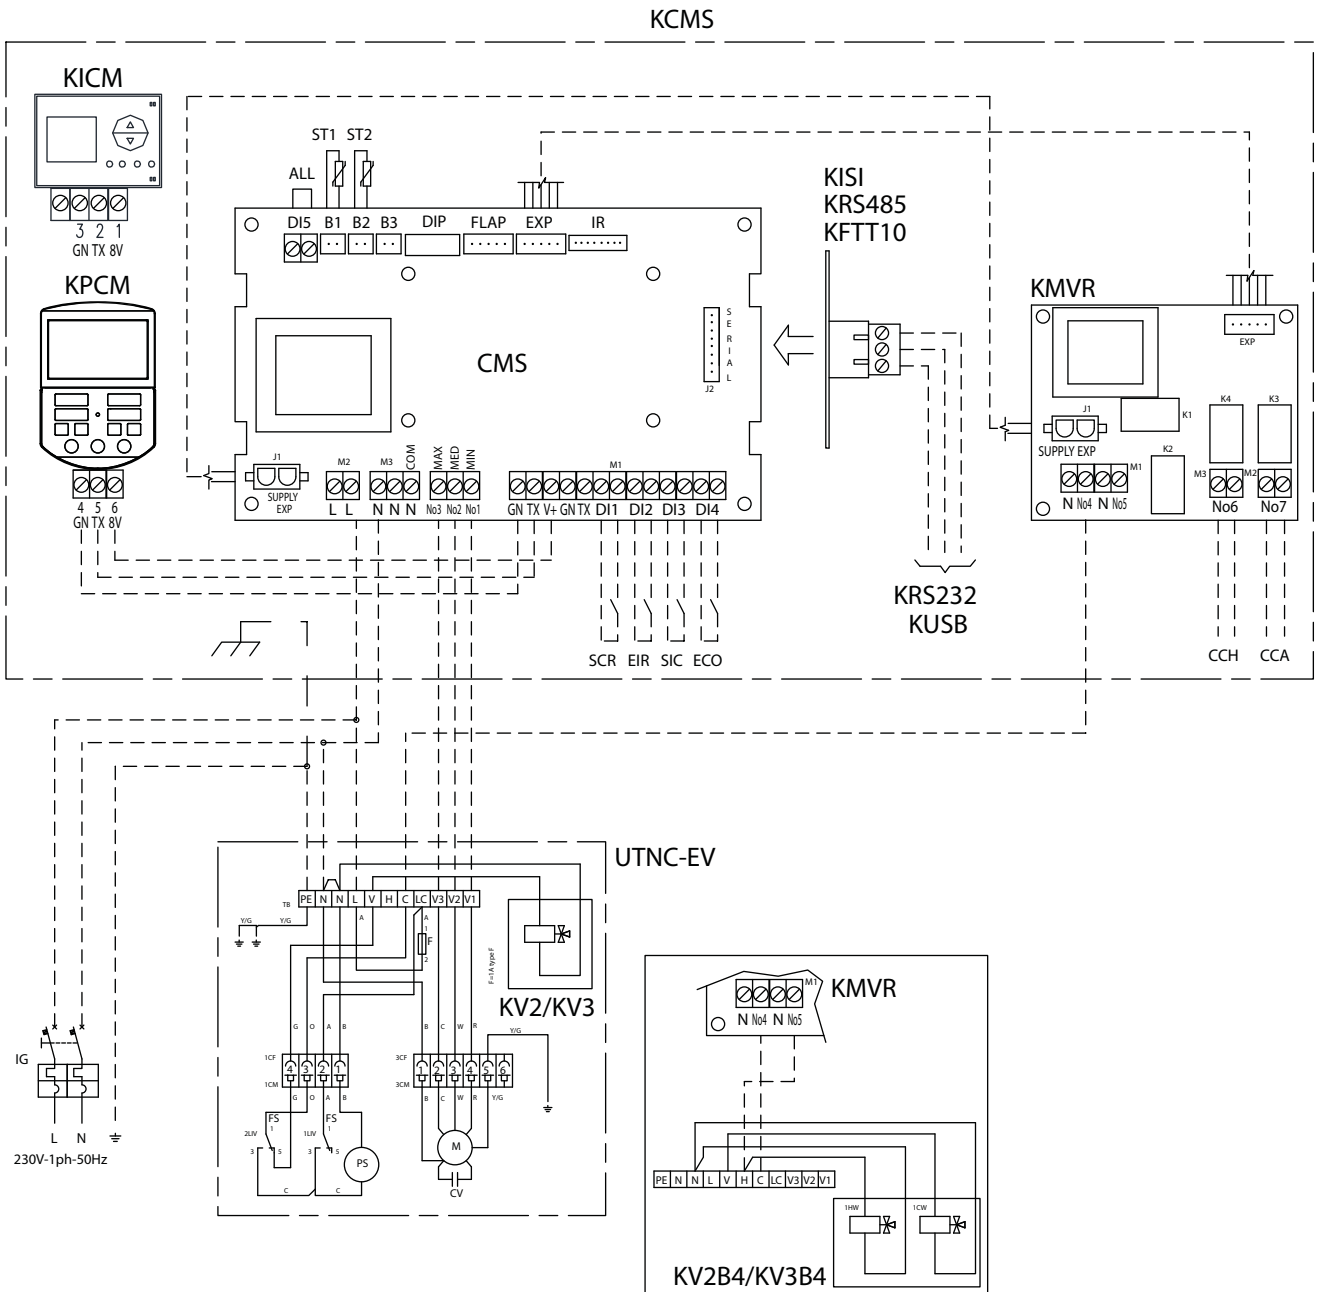 KCMS
KICM
3 2 1
GN TX 8V
KPCM
4 5 6
GN TX 8V
ST1 ST2
ALL
DI5 B1 B2 B3 DIP FLAP EXP IR
CMS
SERIAL
J2
J1
SUPPLY
EXP
M2
L L
M3
COM
N N N
MAX
MED
MIN
No3 No2 No1
M1
GN TX V+ GN TX DI1 DI2 DI3 DI4
SCR EIR SIC ECO
KISI
KRS485
KFTT10
KRS232
KUSB
KMVR
EXP
J1
SUPPLY EXP
K1
K2
K4
K3
M1
N No4 N No5
M3
No6
M2
No7
CCH CCA
UTNC-EV
TB
PE N N L V H C LC V3 V2 V1
Y/G Y/G
A
A
1
F
2
F=1A type F
KV2/KV3
G O A B
1CF
4 3 2 1
1CM
G O A B
B C W R
Y/G
3CF
1 2 3 4 5 6
3CM
B C W R Y/G
FS
1
2LIV
3 5
FS
1
1LIV
3 5
PS
C C
M
CV
IG
L N
230V-1ph-50Hz
KMVR
M1
N No4 N No5
PE N N L V H C LC V3 V2 V1
1HW
1CW
KV2B4/KV3B4